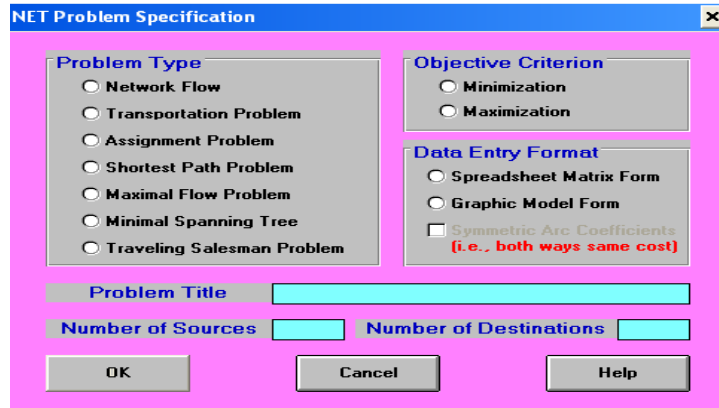 NET Problem Specification
Problem Type
Network Flow
Transportation Problem
Assignment Problem
Shortest Path Problem
Maximal Flow Problem
Minimal Spanning Tree
Traveling Salesman Problem
Objective Criterion
Minimization
Maximization
Data Entry Format
Spreadsheet Matrix Form
Graphic Model Form
Symmetric Arc Coefficients
(i.e., both ways same cost)
Problem Title
Number of Sources Number of Destinations
OK Cancel Help